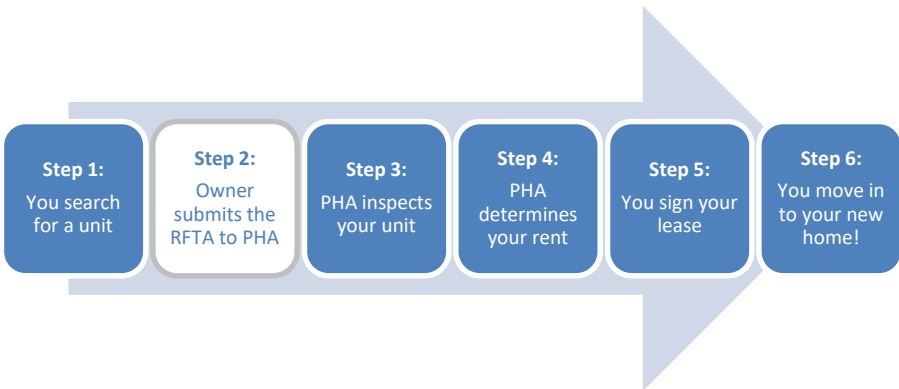 Step 1:
You search
for a unit
Step 2:
Owner
submits the
RFTA to PHA
Step 3:
PHA inspects
your unit
Step 4:
PHA
determines
your rent
Step 5:
You sign your
lease
Step 6:
You move in
to your new
home!